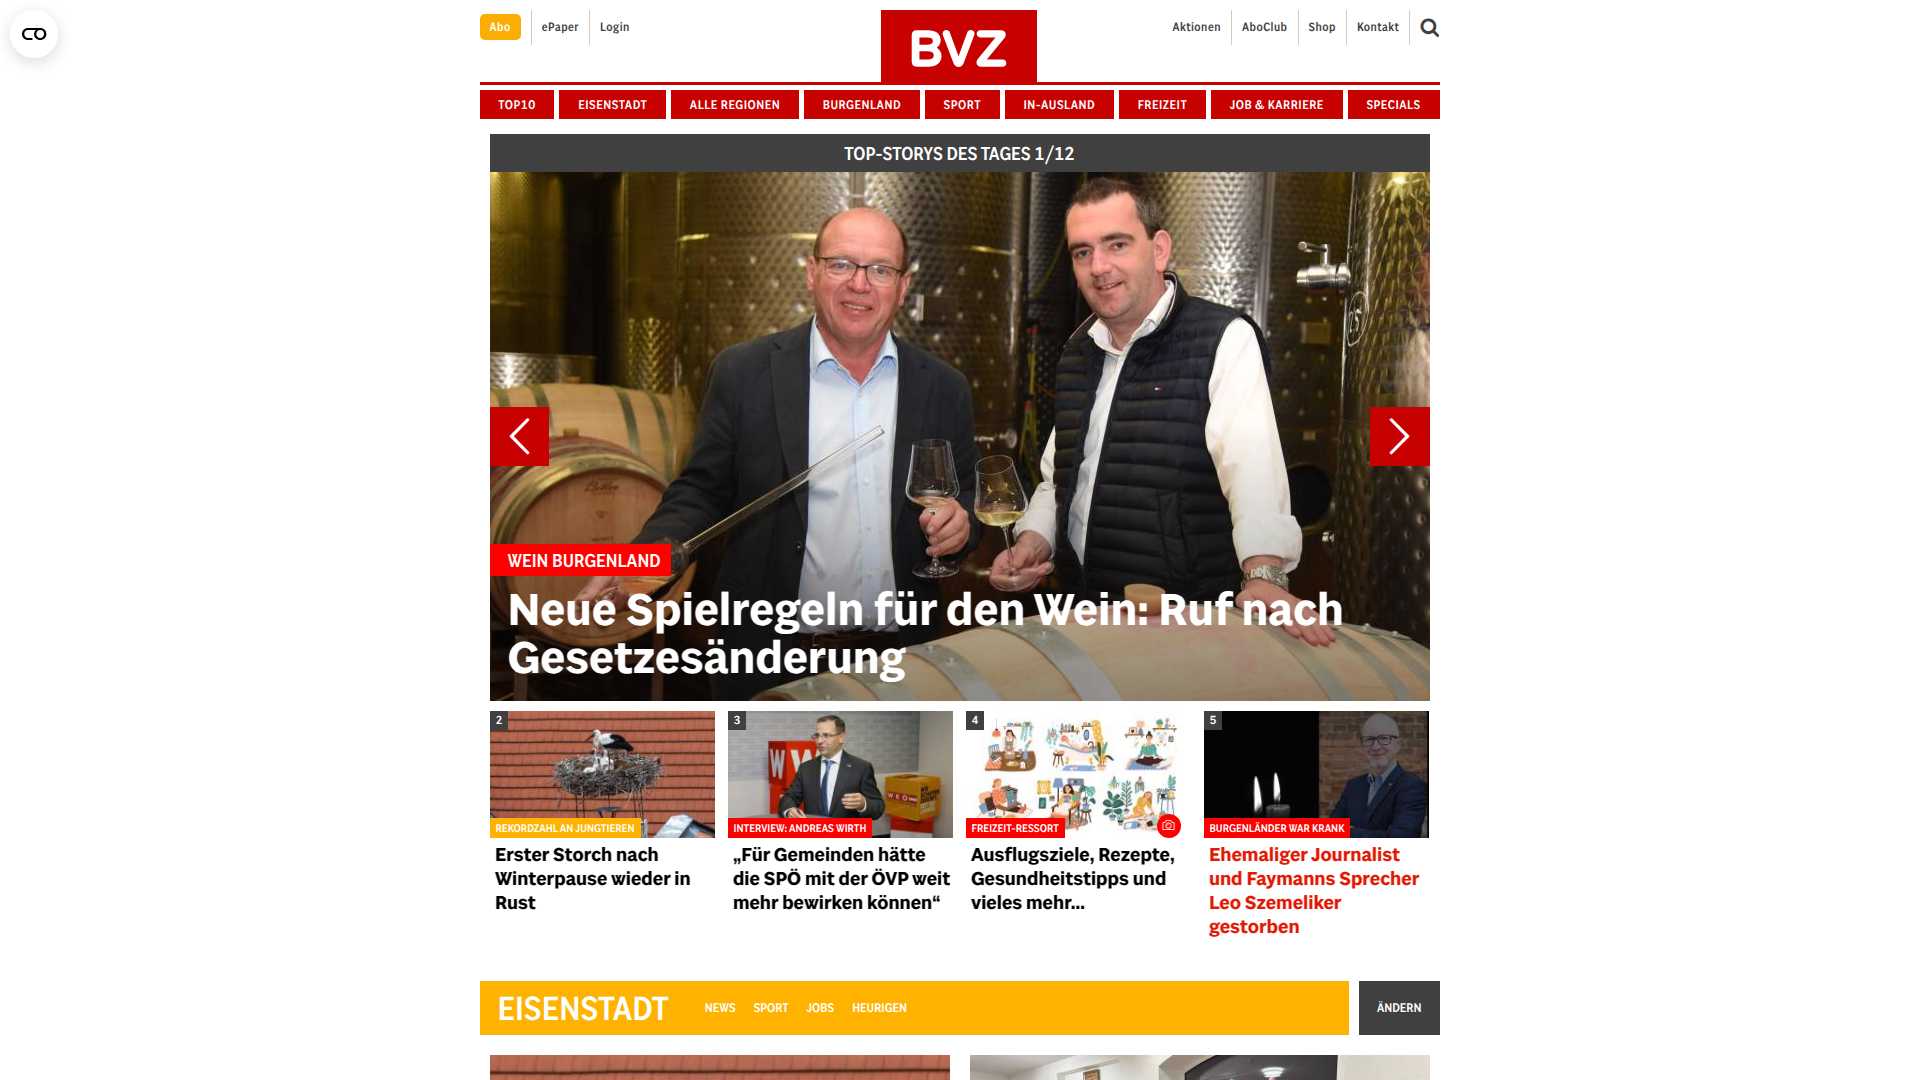 Abo
ePaper
Login
BVZ
Aktionen
AboClub
Shop
Kontakt
TOP10
EISENSTADT
ALLE REGIONEN
BURGENLAND
SPORT
IN-AUSLAND
FREIZEIT
JOB & KARRIERE
SPECIALS
TOP-STORYS DES TAGES 1/12
WEIN BURGENLAND
Neue Spielregeln für den Wein: Ruf nach
Gesetzesänderung
2
REKORDZAHL AN JUNGTIEREN
Erster Storch nach
Winterpause wieder in
Rust
3
INTERVIEW: ANDREAS WIRTH
„Für Gemeinden hätte
die SPÖ mit der ÖVP weit
mehr bewirken können“
4
FREIZEIT-RESSORT
Ausflugsziele, Rezepte,
Gesundheitstipps und
vieles mehr...
5
BURGENLÄNDER WAR KRANK
Ehemaliger Journalist
und Faymanns Sprecher
Leo Szemeliker
gestorben
EISENSTADT
NEWS
SPORT
JOBS
HEURIGEN
ÄNDERN